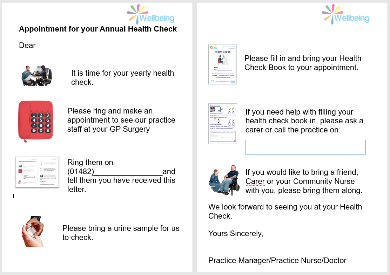 Wellbeing
Appointment for your Annual Health Check
Dear
It is time for your yearly health
check.
Please ring and make an
appointment to see our practice
staff at your GP Surgery
Ring them on
(01482)____________________and
tell them you have received this
letter.
Please bring a urine sample for us
to check.
Wellbeing
Please fill in and bring your Health
Check Book to your appointment.
If you need help with filling your
health check book in, please ask a
carer or call the practice on:
If you would like to bring a friend,
Carer or your Community Nurse
with you, please bring them along.
We look forward to seeing you at your Health
Check.
Yours Sincerely,
Practice Manager/Practice Nurse/Doctor